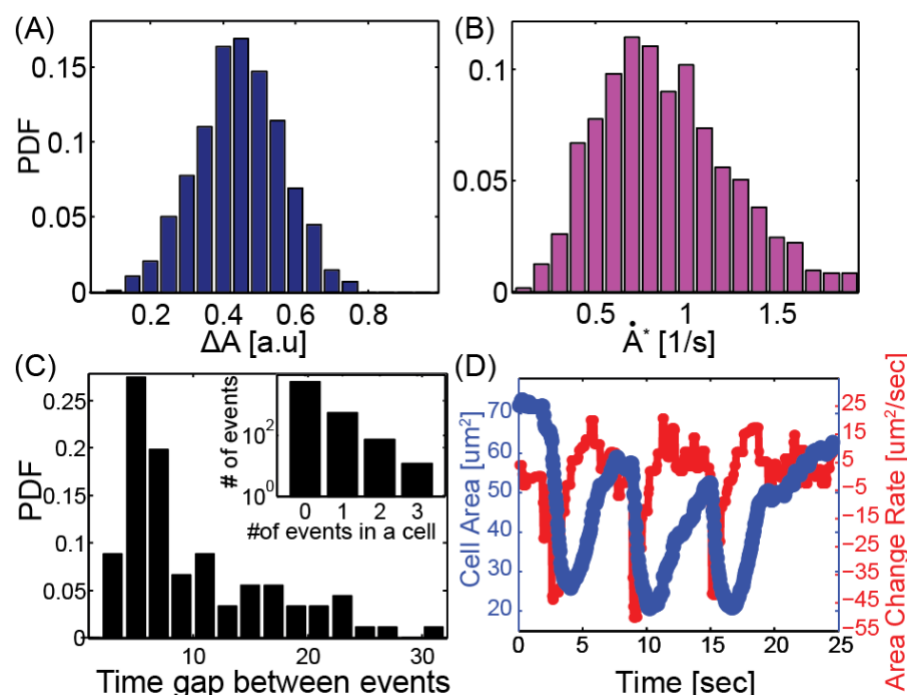 (A)
PDF
0.15
0.1
0.05
0
0.2
0.4
0.6
0.8
ΔA [a.u]
(B)
0.1
0.05
0
0.5
1
1.5
Ȧ* [1/s]
(C)
PDF
0.25
0.2
0.15
0.1
0.05
0
10
20
30
Time gap between events
# of events
10²
10⁰
0 1 2 3
#of events in a cell
(D)
Cell Area [um²]
70
60
50
40
30
20
0 5 10 15 20 25
Time [sec]
25
15
5
−5
−15
−25
−35
−45
−55
Area Change Rate [um²/sec]